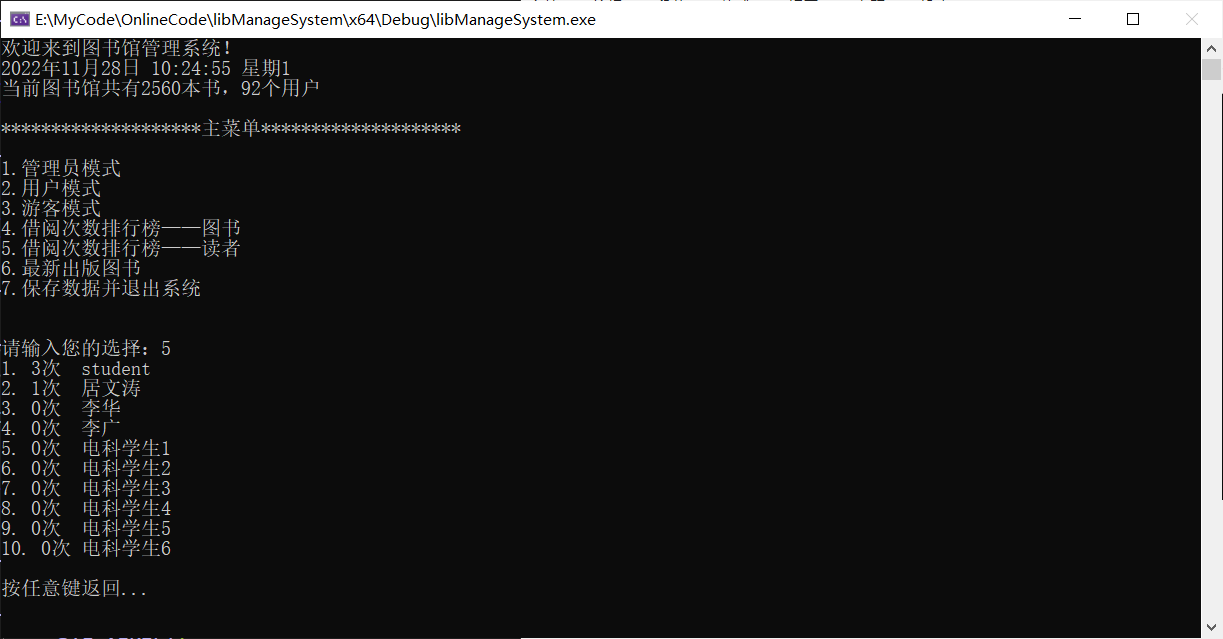 E:\MyCode\OnlineCode\libManageSystem\x64\Debug\libManageSystem.exe
欢迎来到图书馆管理系统!
2022年11月28日 10:24:55 星期1
当前图书馆共有2560本书，92个用户
********************主菜单********************
1.管理员模式
2.用户模式
3.游客模式
4.借阅次数排行榜——图书
5.借阅次数排行榜——读者
6.最新出版图书
7.保存数据并退出系统
请输入您的选择：5
1. 3次  student
2. 1次  居文涛
3. 0次  李华
4. 0次  李广
5. 0次  电科学生1
6. 0次  电科学生2
7. 0次  电科学生3
8. 0次  电科学生4
9. 0次  电科学生5
10. 0次 电科学生6
按任意键返回...